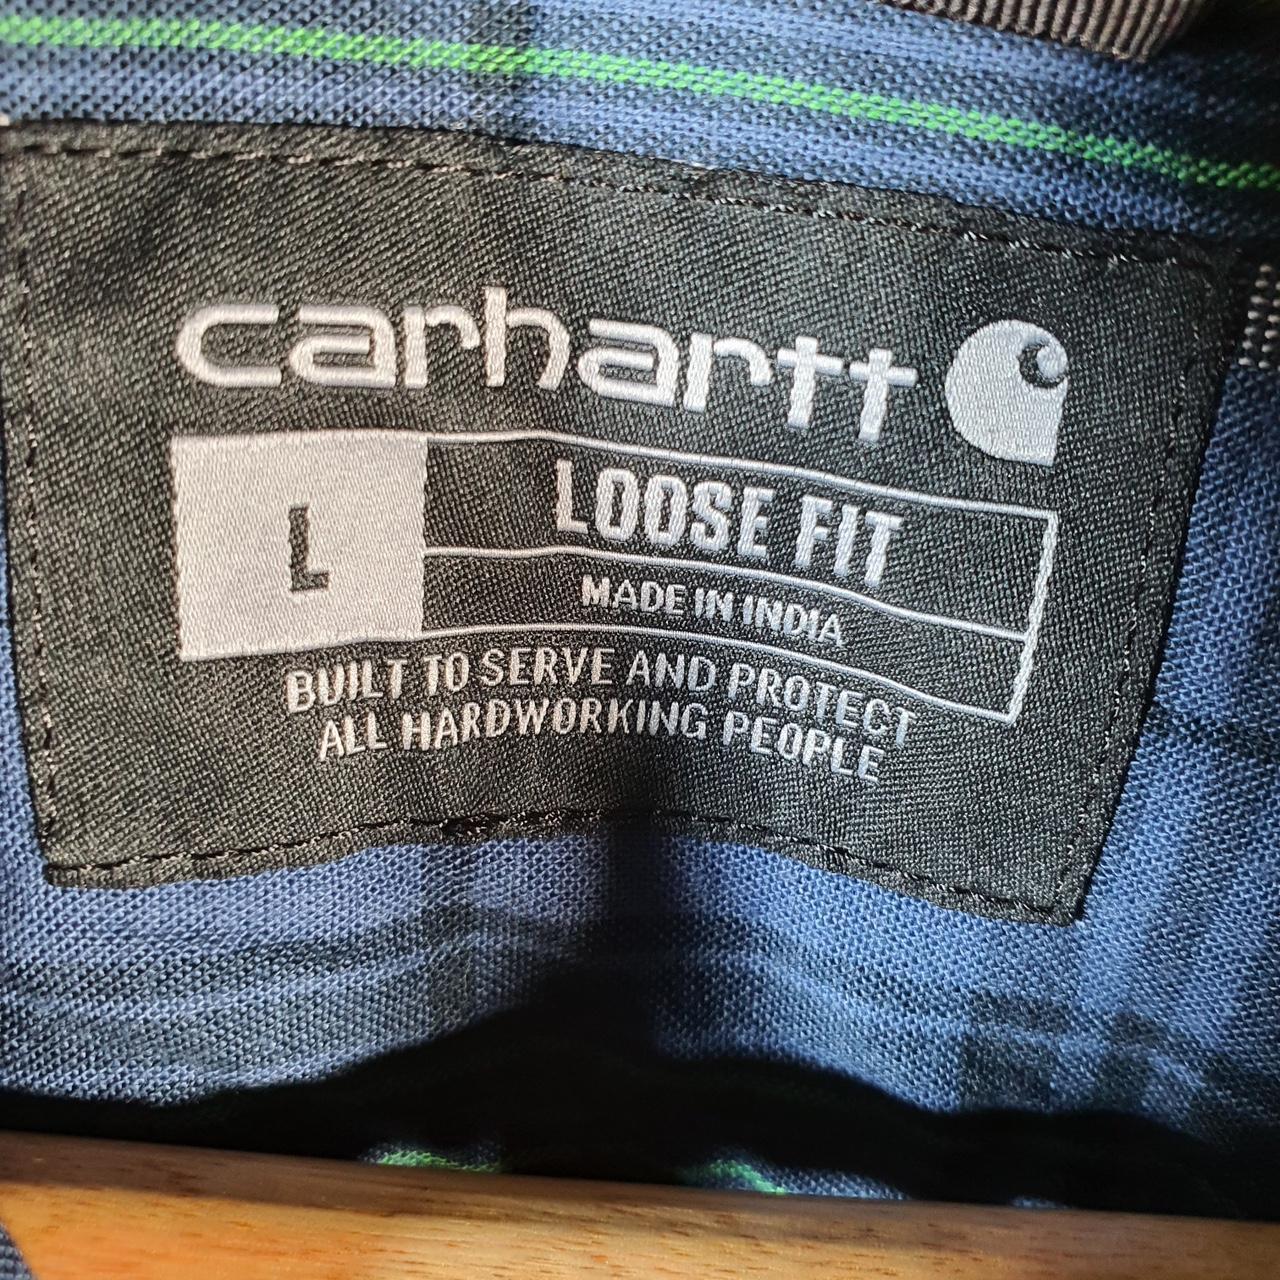 carhartt
L
LOOSE FIT
MADE IN INDIA
BUILT TO SERVE AND PROTECT
ALL HARDWORKING PEOPLE